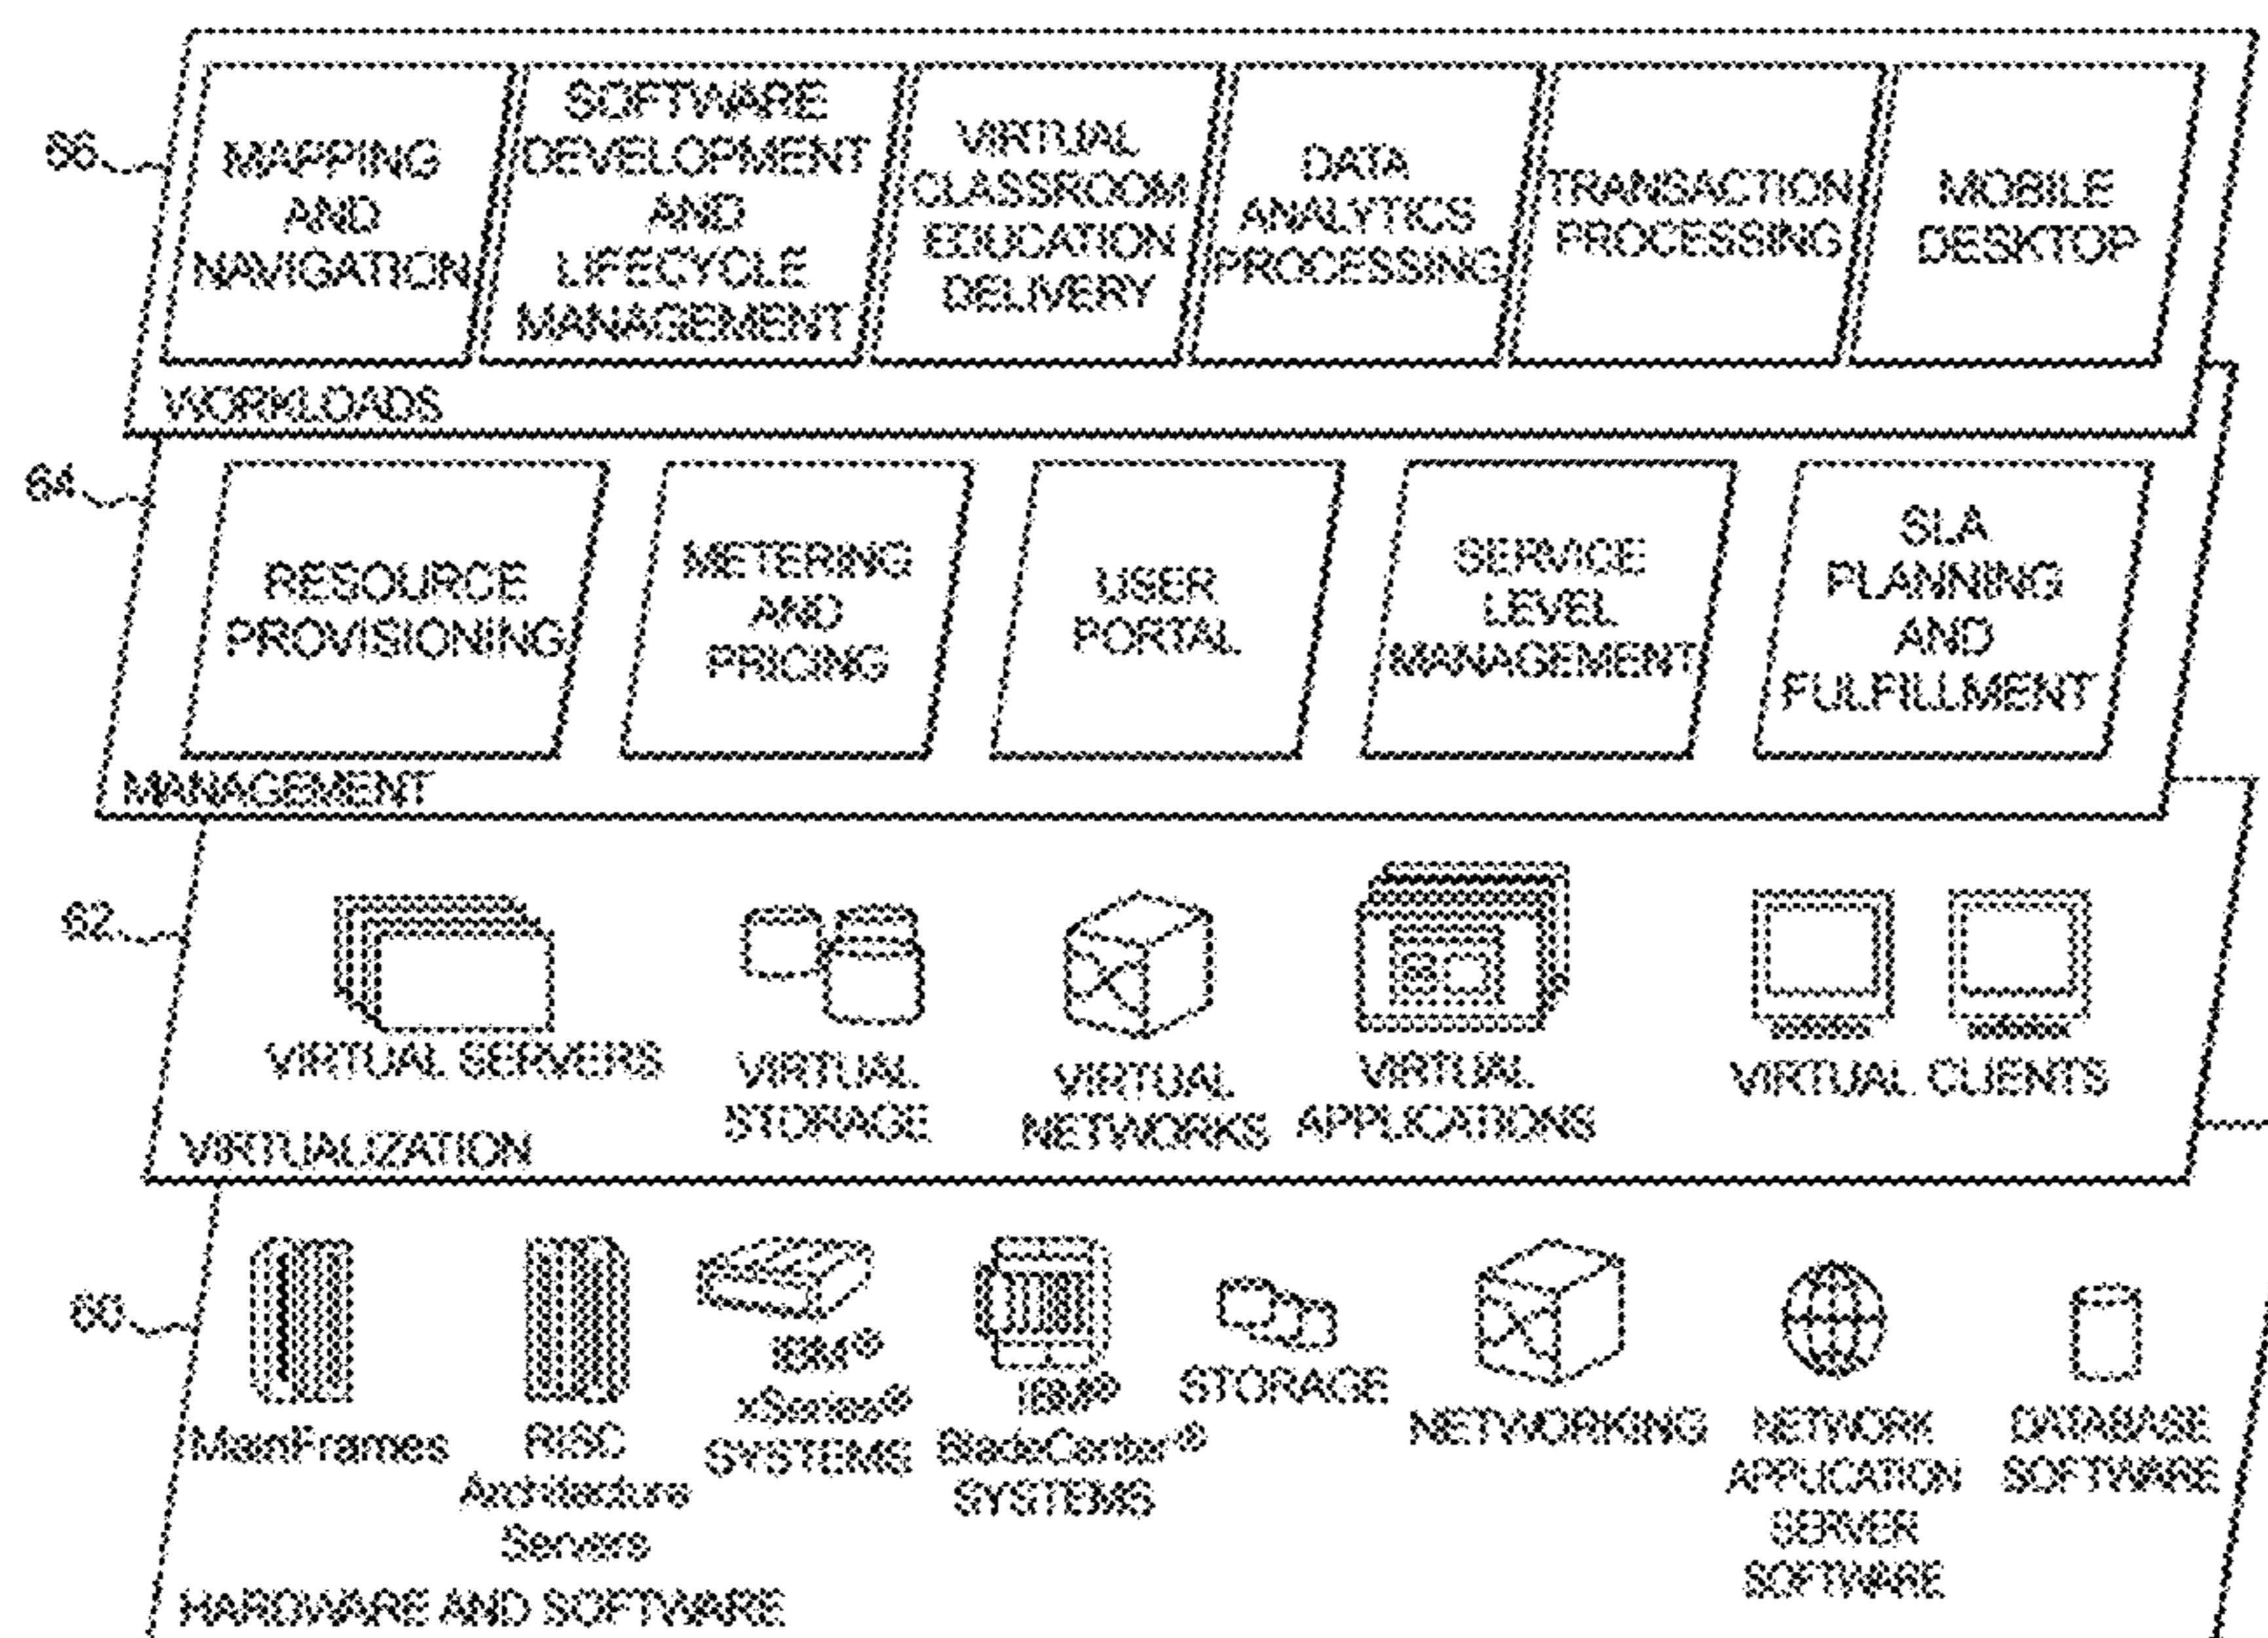 66
MAPPING
AND
NAVIGATION
SOFTWARE
DEVELOPMENT
AND
LIFECYCLE
MANAGEMENT
VIRTUAL
CLASSROOM
EDUCATION
DELIVERY
DATA
ANALYTICS
PROCESSING
TRANSACTION
PROCESSING
MOBILE
DESKTOP
WORKLOADS
64
RESOURCE
PROVISIONING
METERING
AND
PRICING
USER
PORTAL
SERVICE
LEVEL
MANAGEMENT
SLA
PLANNING
AND
FULFILLMENT
MANAGEMENT
62
VIRTUAL SERVERS
VIRTUAL
STORAGE
VIRTUAL
NETWORKS
VIRTUAL
APPLICATIONS
VIRTUAL CLIENTS
VIRTUALIZATION
60
MainFrames
RISC
Architecture
Servers
IBM®
xSeries®
SYSTEMS
IBM®
BladeCenter®
SYSTEMS
STORAGE
NETWORKING
NETWORK
APPLICATION
SERVER
SOFTWARE
DATABASE
SOFTWARE
HARDWARE AND SOFTWARE